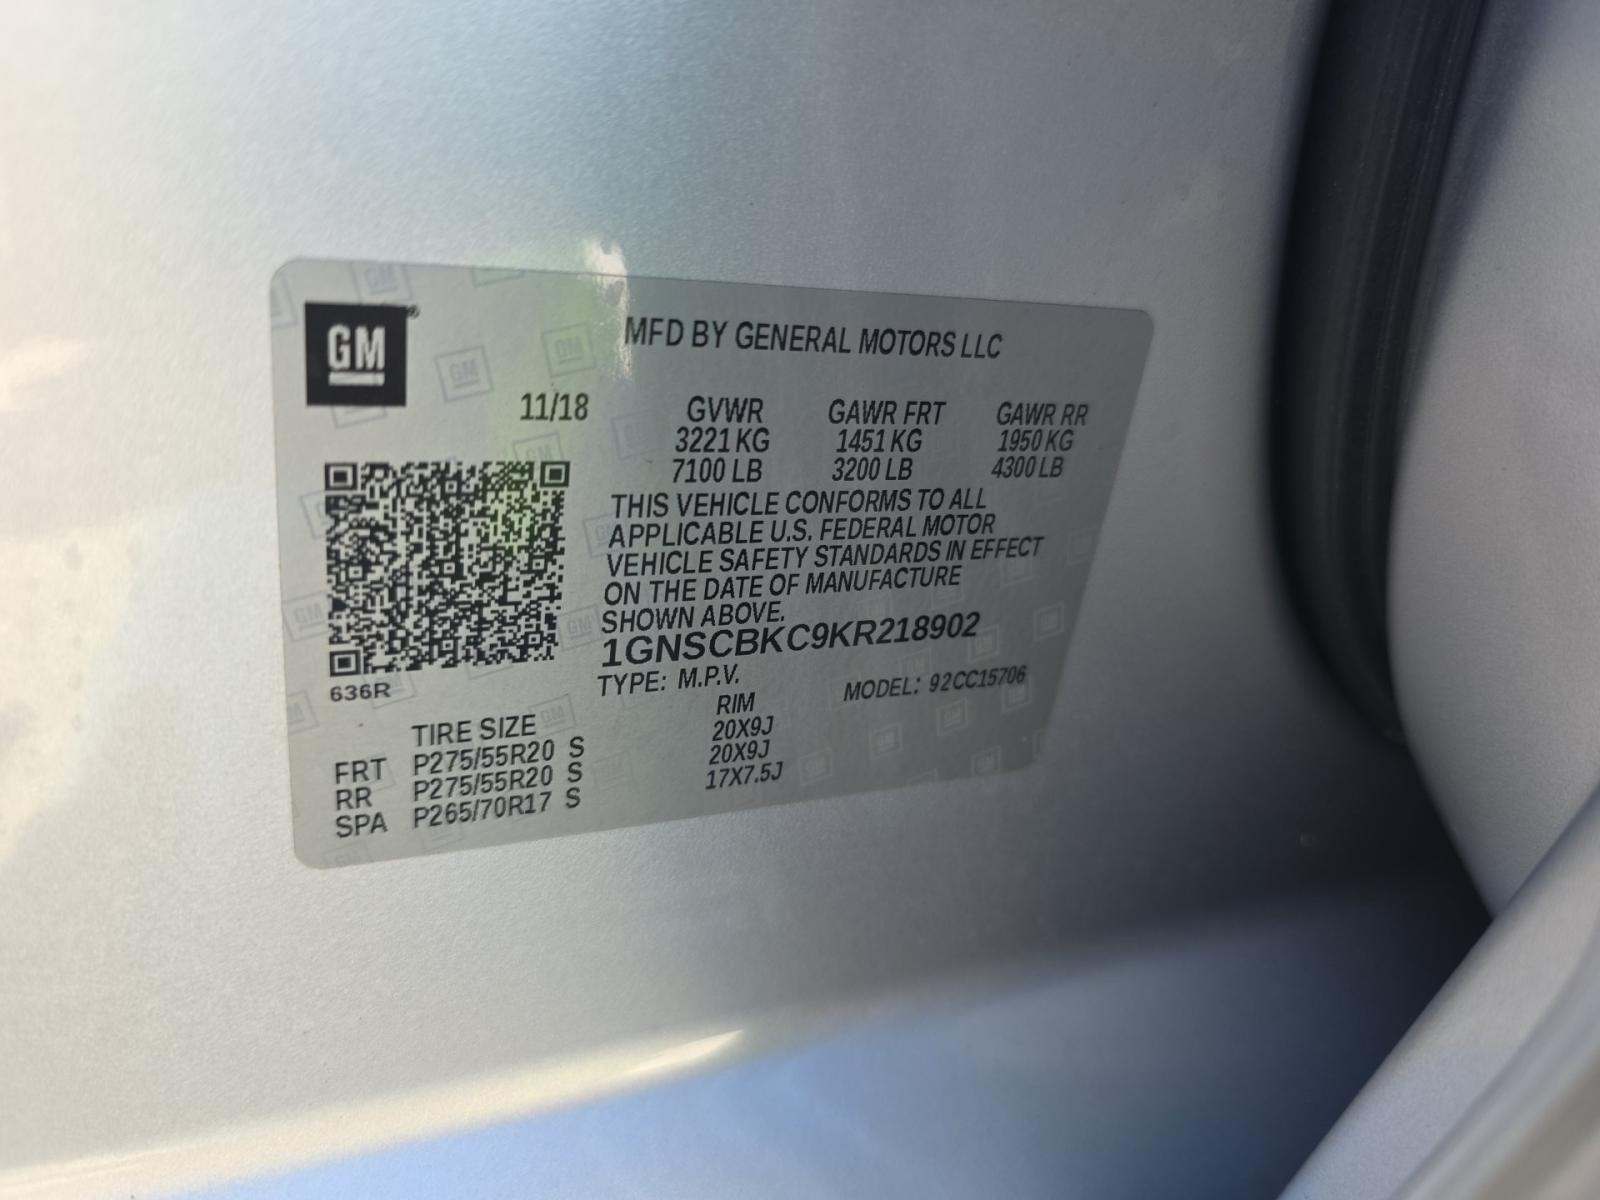 GM
MFD BY GENERAL MOTORS LLC
11/18 GVWR GAWR FRT GAWR RR
3221 KG 1451 KG 1950 KG
7100 LB 3200 LB 4300 LB
THIS VEHICLE CONFORMS TO ALL
APPLICABLE U.S. FEDERAL MOTOR
VEHICLE SAFETY STANDARDS IN EFFECT
ON THE DATE OF MANUFACTURE
SHOWN ABOVE.
1GNSCBKC9KR218902
636R
TYPE: M.P.V. MODEL: 92CC15706
TIRE SIZE RIM
FRT P275/55R20 S 20X9J
RR P275/55R20 S 20X9J
SPA P265/70R17 S 17X7.5J